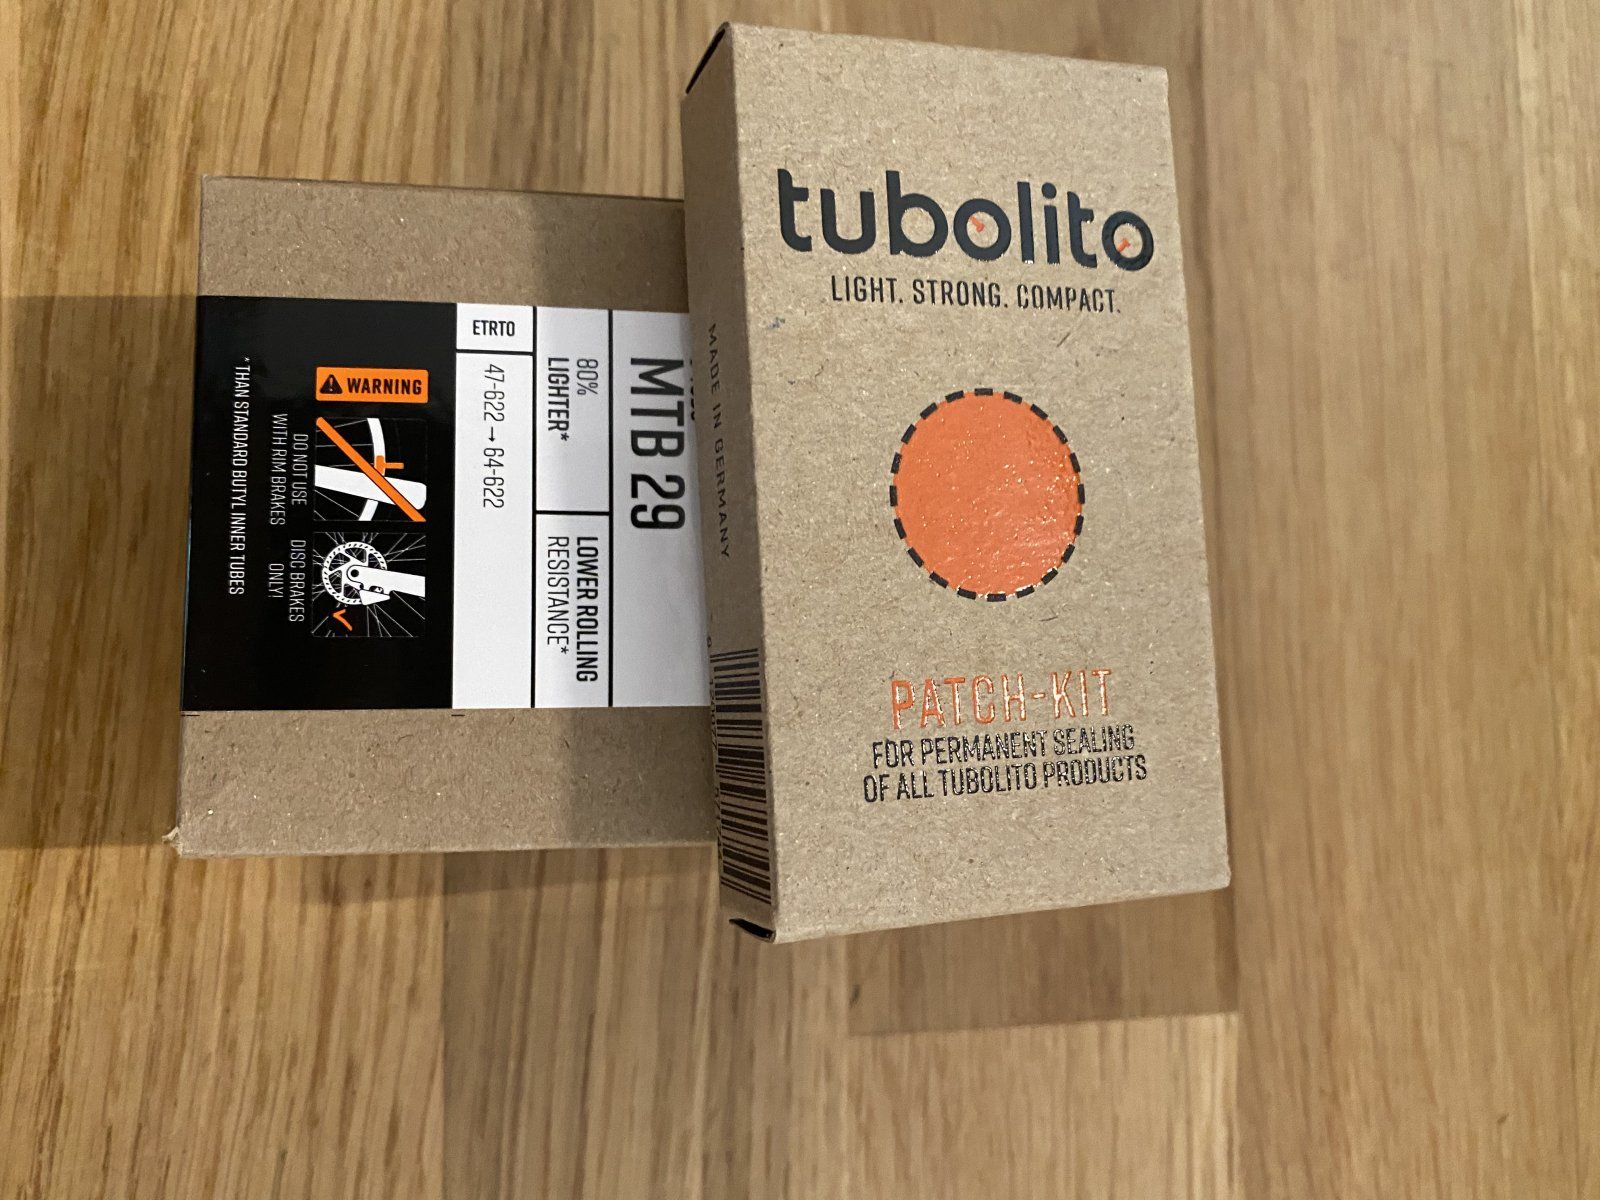 tubolito
LIGHT. STRONG. COMPACT.
PATCH-KIT
FOR PERMANENT SEALING
OF ALL TUBOLITO PRODUCTS
MADE IN GERMANY
MTB 29
80%
LIGHTER*
LOWER ROLLING
RESISTANCE*
ETRTO
47-622→64-622
WARNING
DO NOT USE
WITH RIM BRAKES
DISC BRAKES
ONLY!
*THAN STANDARD BUTYL INNER TUBES